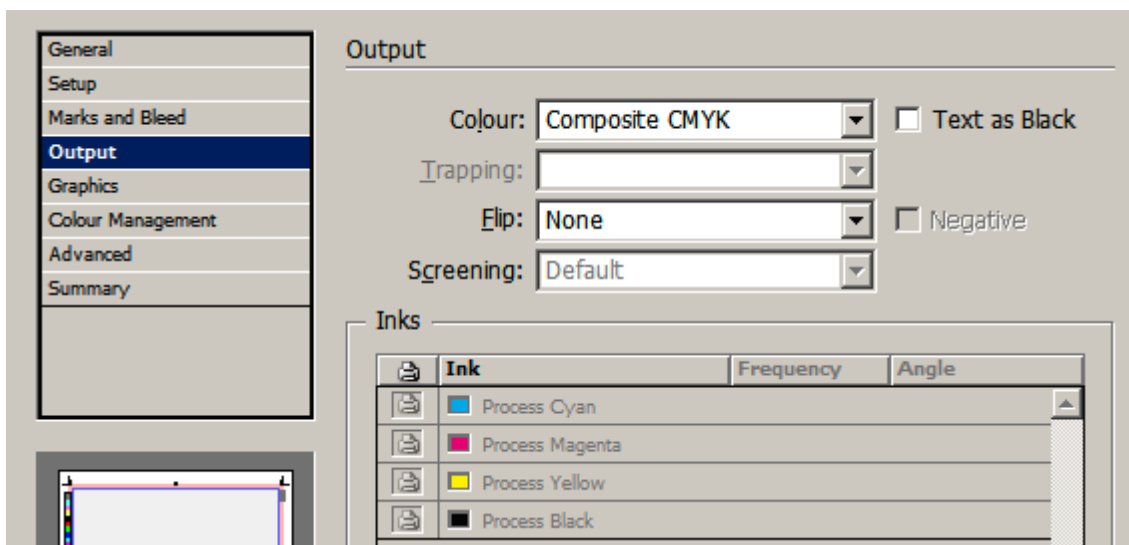 General
Setup
Marks and Bleed
Output
Graphics
Colour Management
Advanced
Summary
Output
Colour: Composite CMYK Text as Black
Trapping:
Flip: None Negative
Screening: Default
Inks
Ink Frequency Angle
Process Cyan
Process Magenta
Process Yellow
Process Black